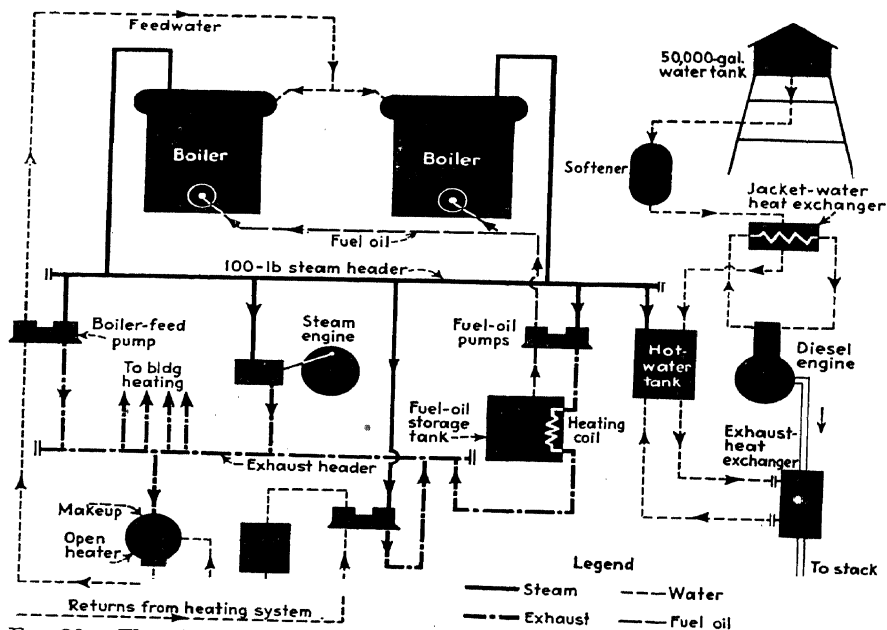 Feedwater
50,000-gal.
water tank
Boiler
Boiler
Softener
Jacket-water
heat exchanger
Fuel oil
100-lb steam header
Boiler-feed
pump
Steam
engine
Fuel-oil
pumps
Hot-
water
tank
Diesel
engine
To bldg
heating
Fuel-oil
storage
tank
Heating
coil
Exhaust-
heat
exchanger
Exhaust header
Makeup
Open
heater
To stack
Legend
Steam
Water
Exhaust
Fuel oil
Returns from heating system